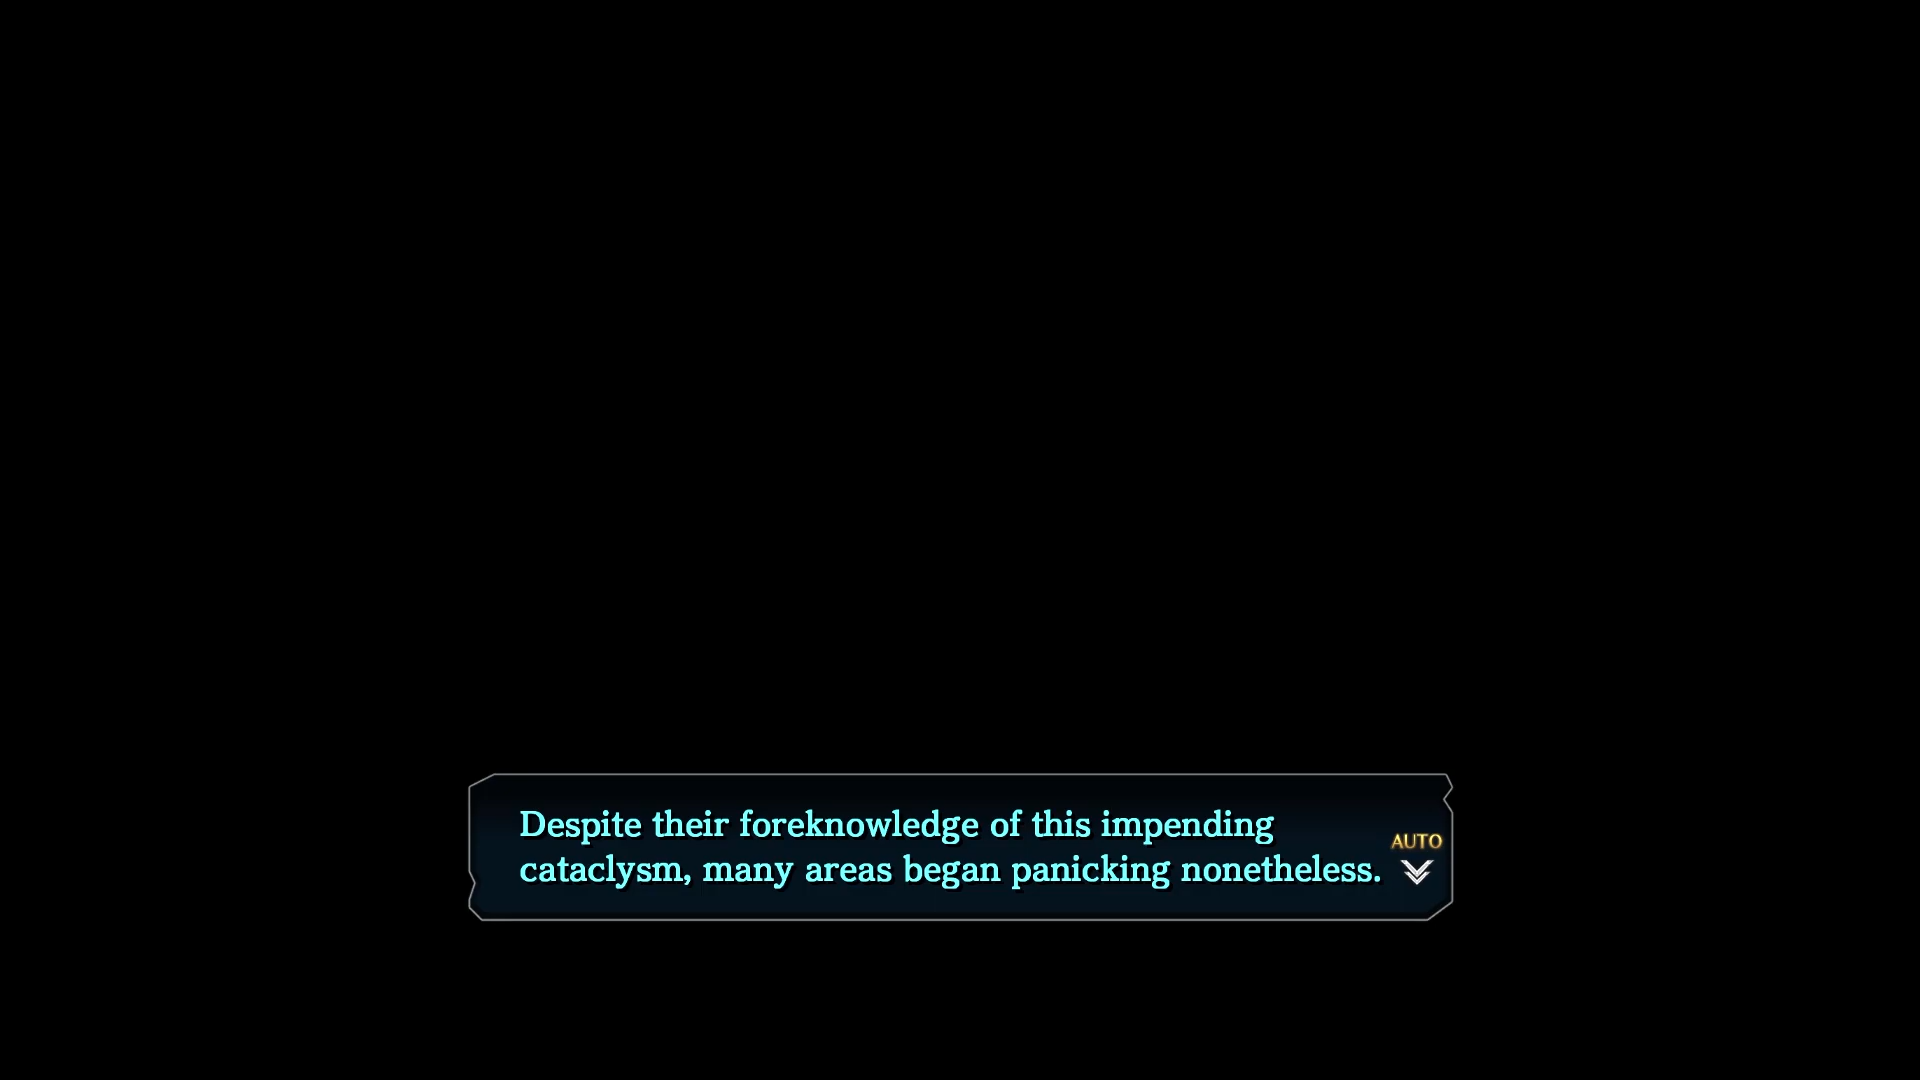 Despite their foreknowledge of this impending
cataclysm, many areas began panicking nonetheless.
AUTO